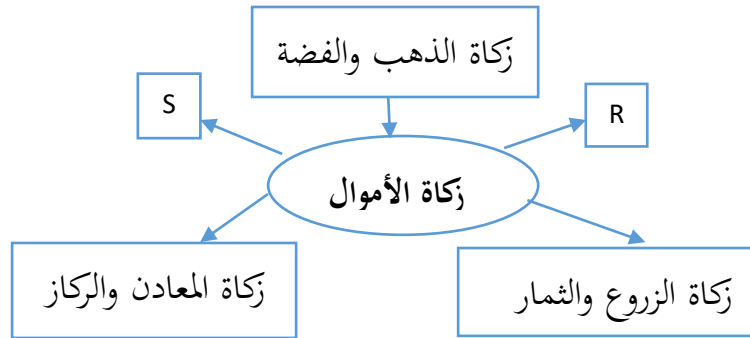 زكاة الذهب والفضة
R
S
زكاة الأموال
زكاة الزروع والثمار
زكاة المعادن والركاز